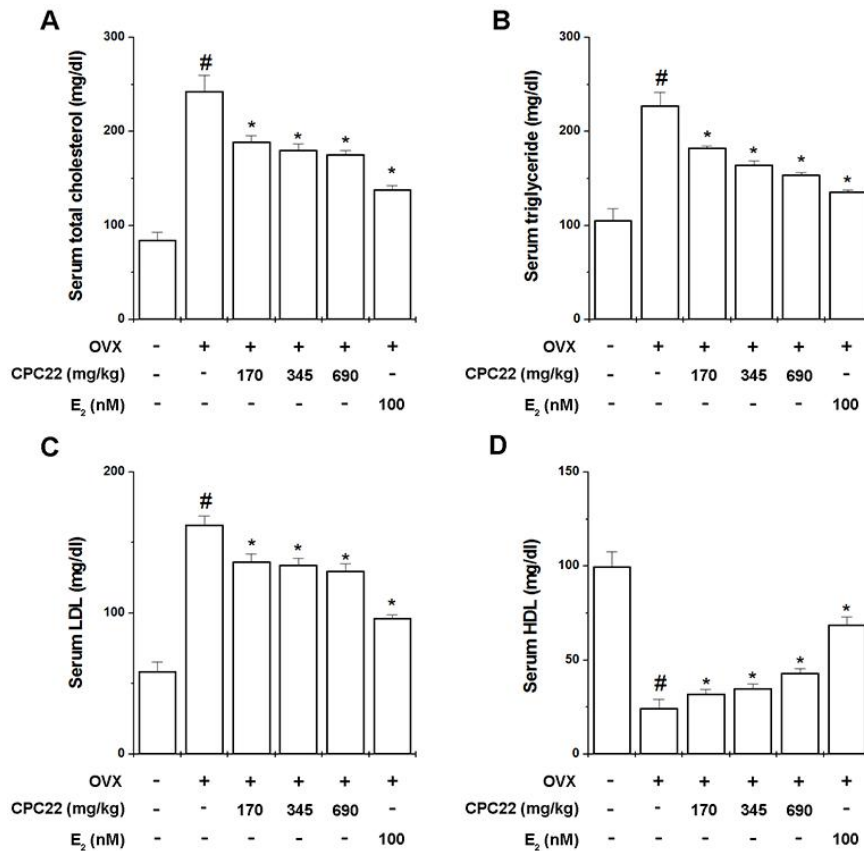 A
Serum total cholesterol (mg/dl)
300
200
100
0
#
*
*
*
*
OVX - + + + + +
CPC22 (mg/kg) - - 170 345 690 -
E₂ (nM) - - - - - 100
B
Serum triglyceride (mg/dl)
300
200
100
0
#
*
*
*
*
OVX - + + + + +
CPC22 (mg/kg) - - 170 345 690 -
E₂ (nM) - - - - - 100
C
Serum LDL (mg/dl)
200
100
0
#
*
*
*
*
OVX - + + + + +
CPC22 (mg/kg) - - 170 345 690 -
E₂ (nM) - - - - - 100
D
Serum HDL (mg/dl)
150
100
50
0
#
*
*
*
*
OVX - + + + + +
CPC22 (mg/kg) - - 170 345 690 -
E₂ (nM) - - - - - 100